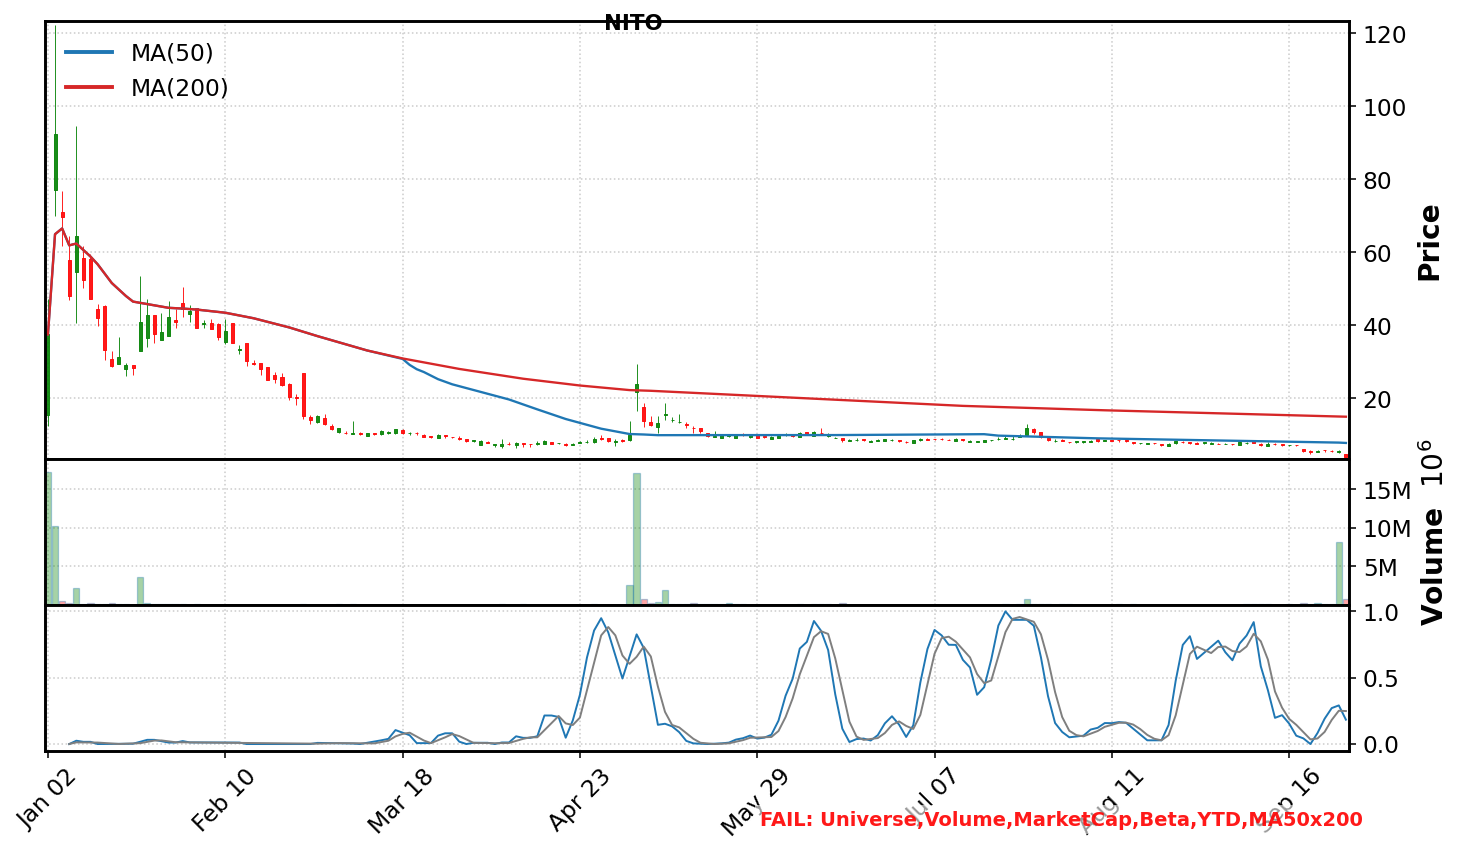 NITO
MA(50)
MA(200)
120
100
80
60
40
20
Price
15M
10M
5M
Volume 10^6
1.0
0.5
0.0
Jan 02
Feb 10
Mar 18
Apr 23
May 29
Jul 07
Aug 11
Sep 16
FAIL: Universe,Volume,MarketCap,Beta,YTD,MA50x200